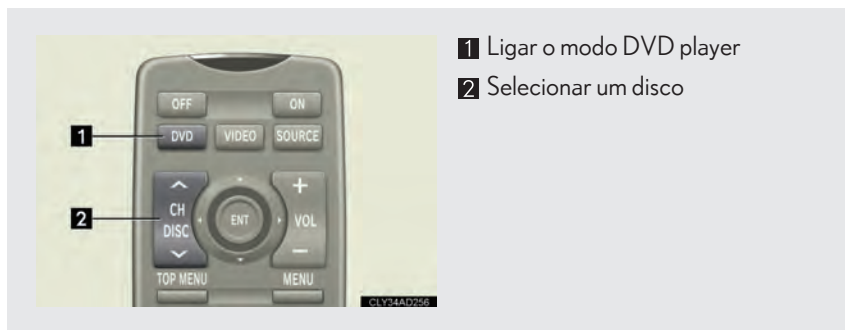 1 Ligar o modo DVD player
2 Selecionar um disco
OFF ON
1 DVD VIDEO SOURCE
+
CH
2 DISC ENT VOL
−
TOP MENU MENU
CLY34AD256